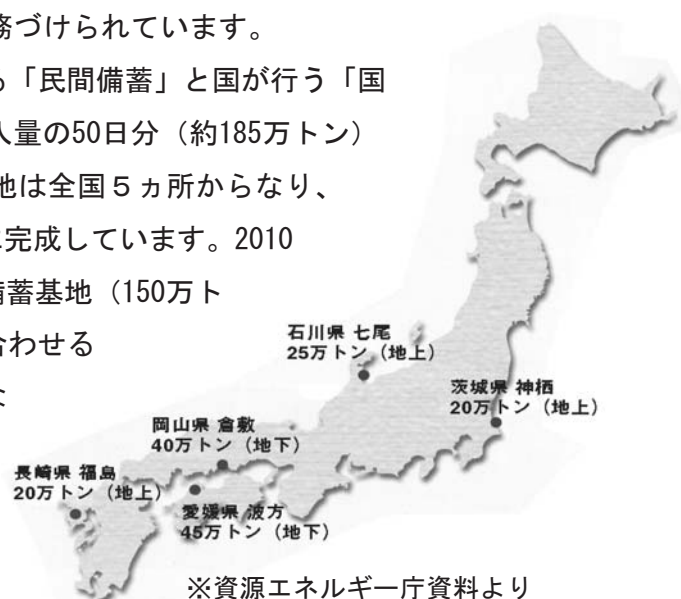 務づけられています。
「民間備蓄」と国が行う「国
量の50日分（約185万トン）
地は全国５ヵ所からなり、
完成しています。2010
備蓄基地（150万ト
合わせる
石川県 七尾
25万トン（地上）
茨城県 神栖
20万トン（地上）
岡山県 倉敷
40万トン（地下）
長崎県 福島
20万トン（地上）
愛媛県 波方
45万トン（地下）
※資源エネルギー庁資料より